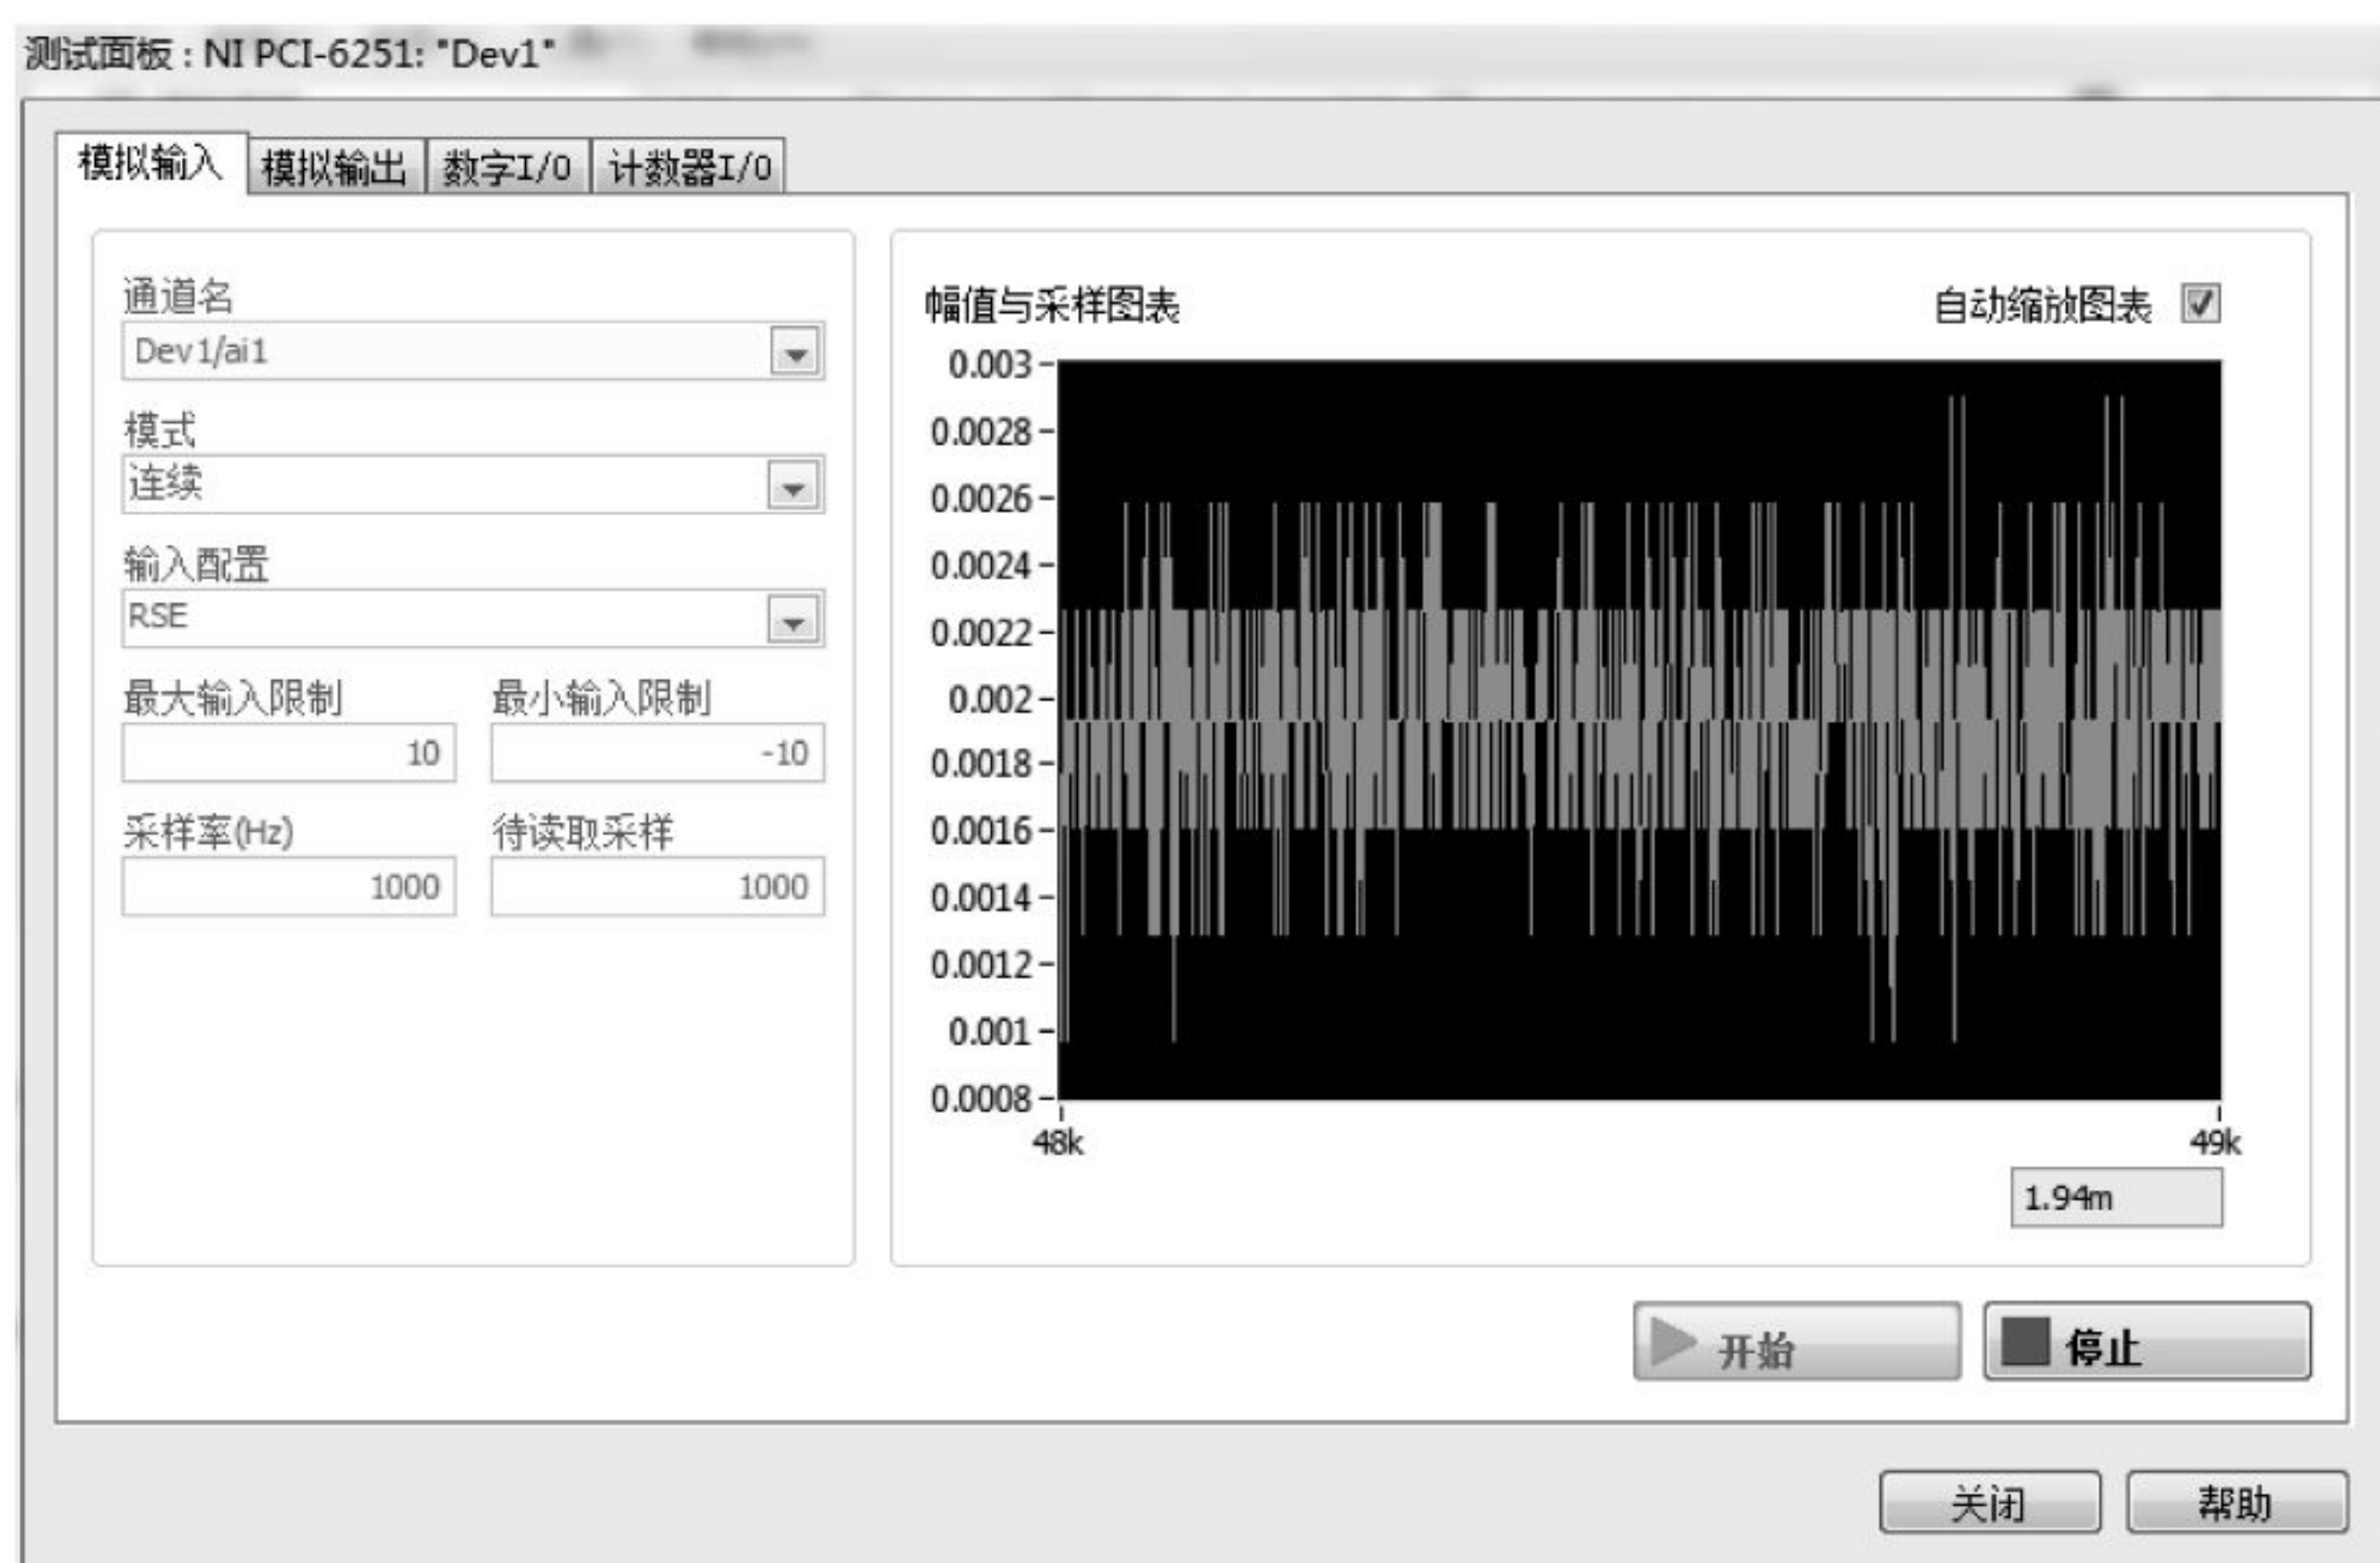 测试面板 : NI PCI-6251: "Dev1"
模拟输入 模拟输出 数字I/O 计数器I/O
通道名
Dev1/ai1
模式
连续
输入配置
RSE
最大输入限制 最小输入限制
10 -10
采样率(Hz) 待读取采样
1000 1000
幅值与采样图表 自动缩放图表
0.003
0.0028
0.0026
0.0024
0.0022
0.002
0.0018
0.0016
0.0014
0.0012
0.001
0.0008
48k 49k
1.94m
开始 停止
关闭 帮助